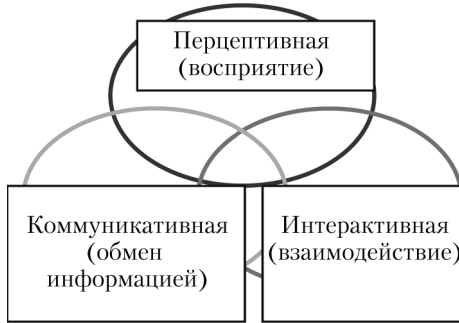 Перцептивная
(восприятие)
Коммуникативная
(обмен
информацией)
Интерактивная
(взаимодействие)